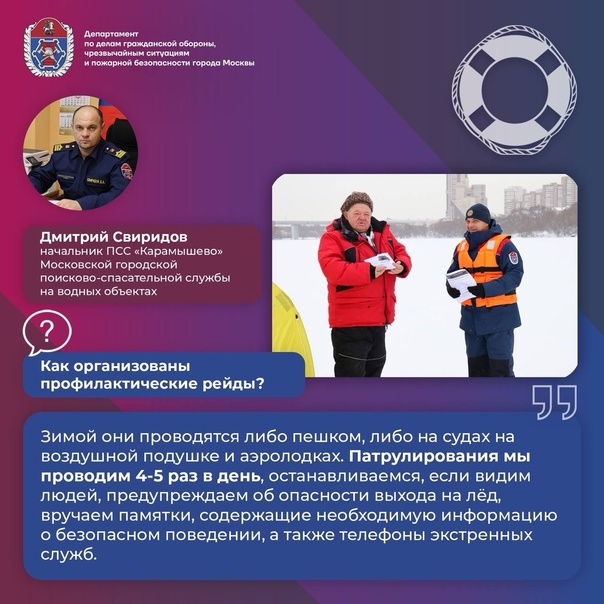 Департамент
по делам гражданской обороны,
чрезвычайным ситуациям
и пожарной безопасности города Москвы
Дмитрий Свиридов
начальник ПСС «Карамышево»
Московской городской
поисково-спасательной службы
на водных объектах
?
Как организованы
профилактические рейды?
Зимой они проводятся либо пешком, либо на судах на
воздушной подушке и аэролодках. Патрулирования мы
проводим 4-5 раз в день, останавливаемся, если видим
людей, предупреждаем об опасности выхода на лёд,
вручаем памятки, содержащие необходимую информацию
о безопасном поведении, а также телефоны экстренных
служб.